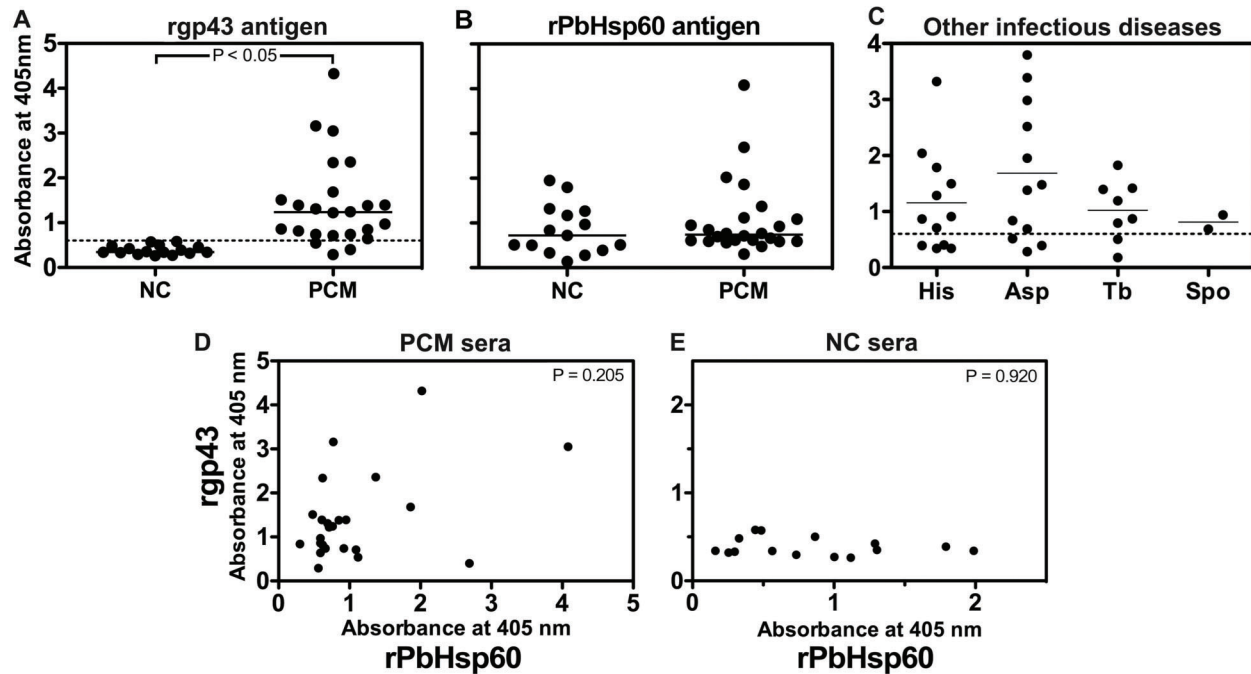 A
rgp43 antigen
Absorbance at 405nm
5
4
3
2
1
0
P < 0.05
NC
PCM
B
rPbHsp60 antigen
NC
PCM
C
Other infectious diseases
4
3
2
1
0
His
Asp
Tb
Spo
D
PCM sera
P = 0.205
rgp43
Absorbance at 405 nm
5
4
3
2
1
0
0 1 2 3 4 5
Absorbance at 405 nm
rPbHsp60
E
NC sera
P = 0.920
2
1
0
0 1 2
Absorbance at 405 nm
rPbHsp60